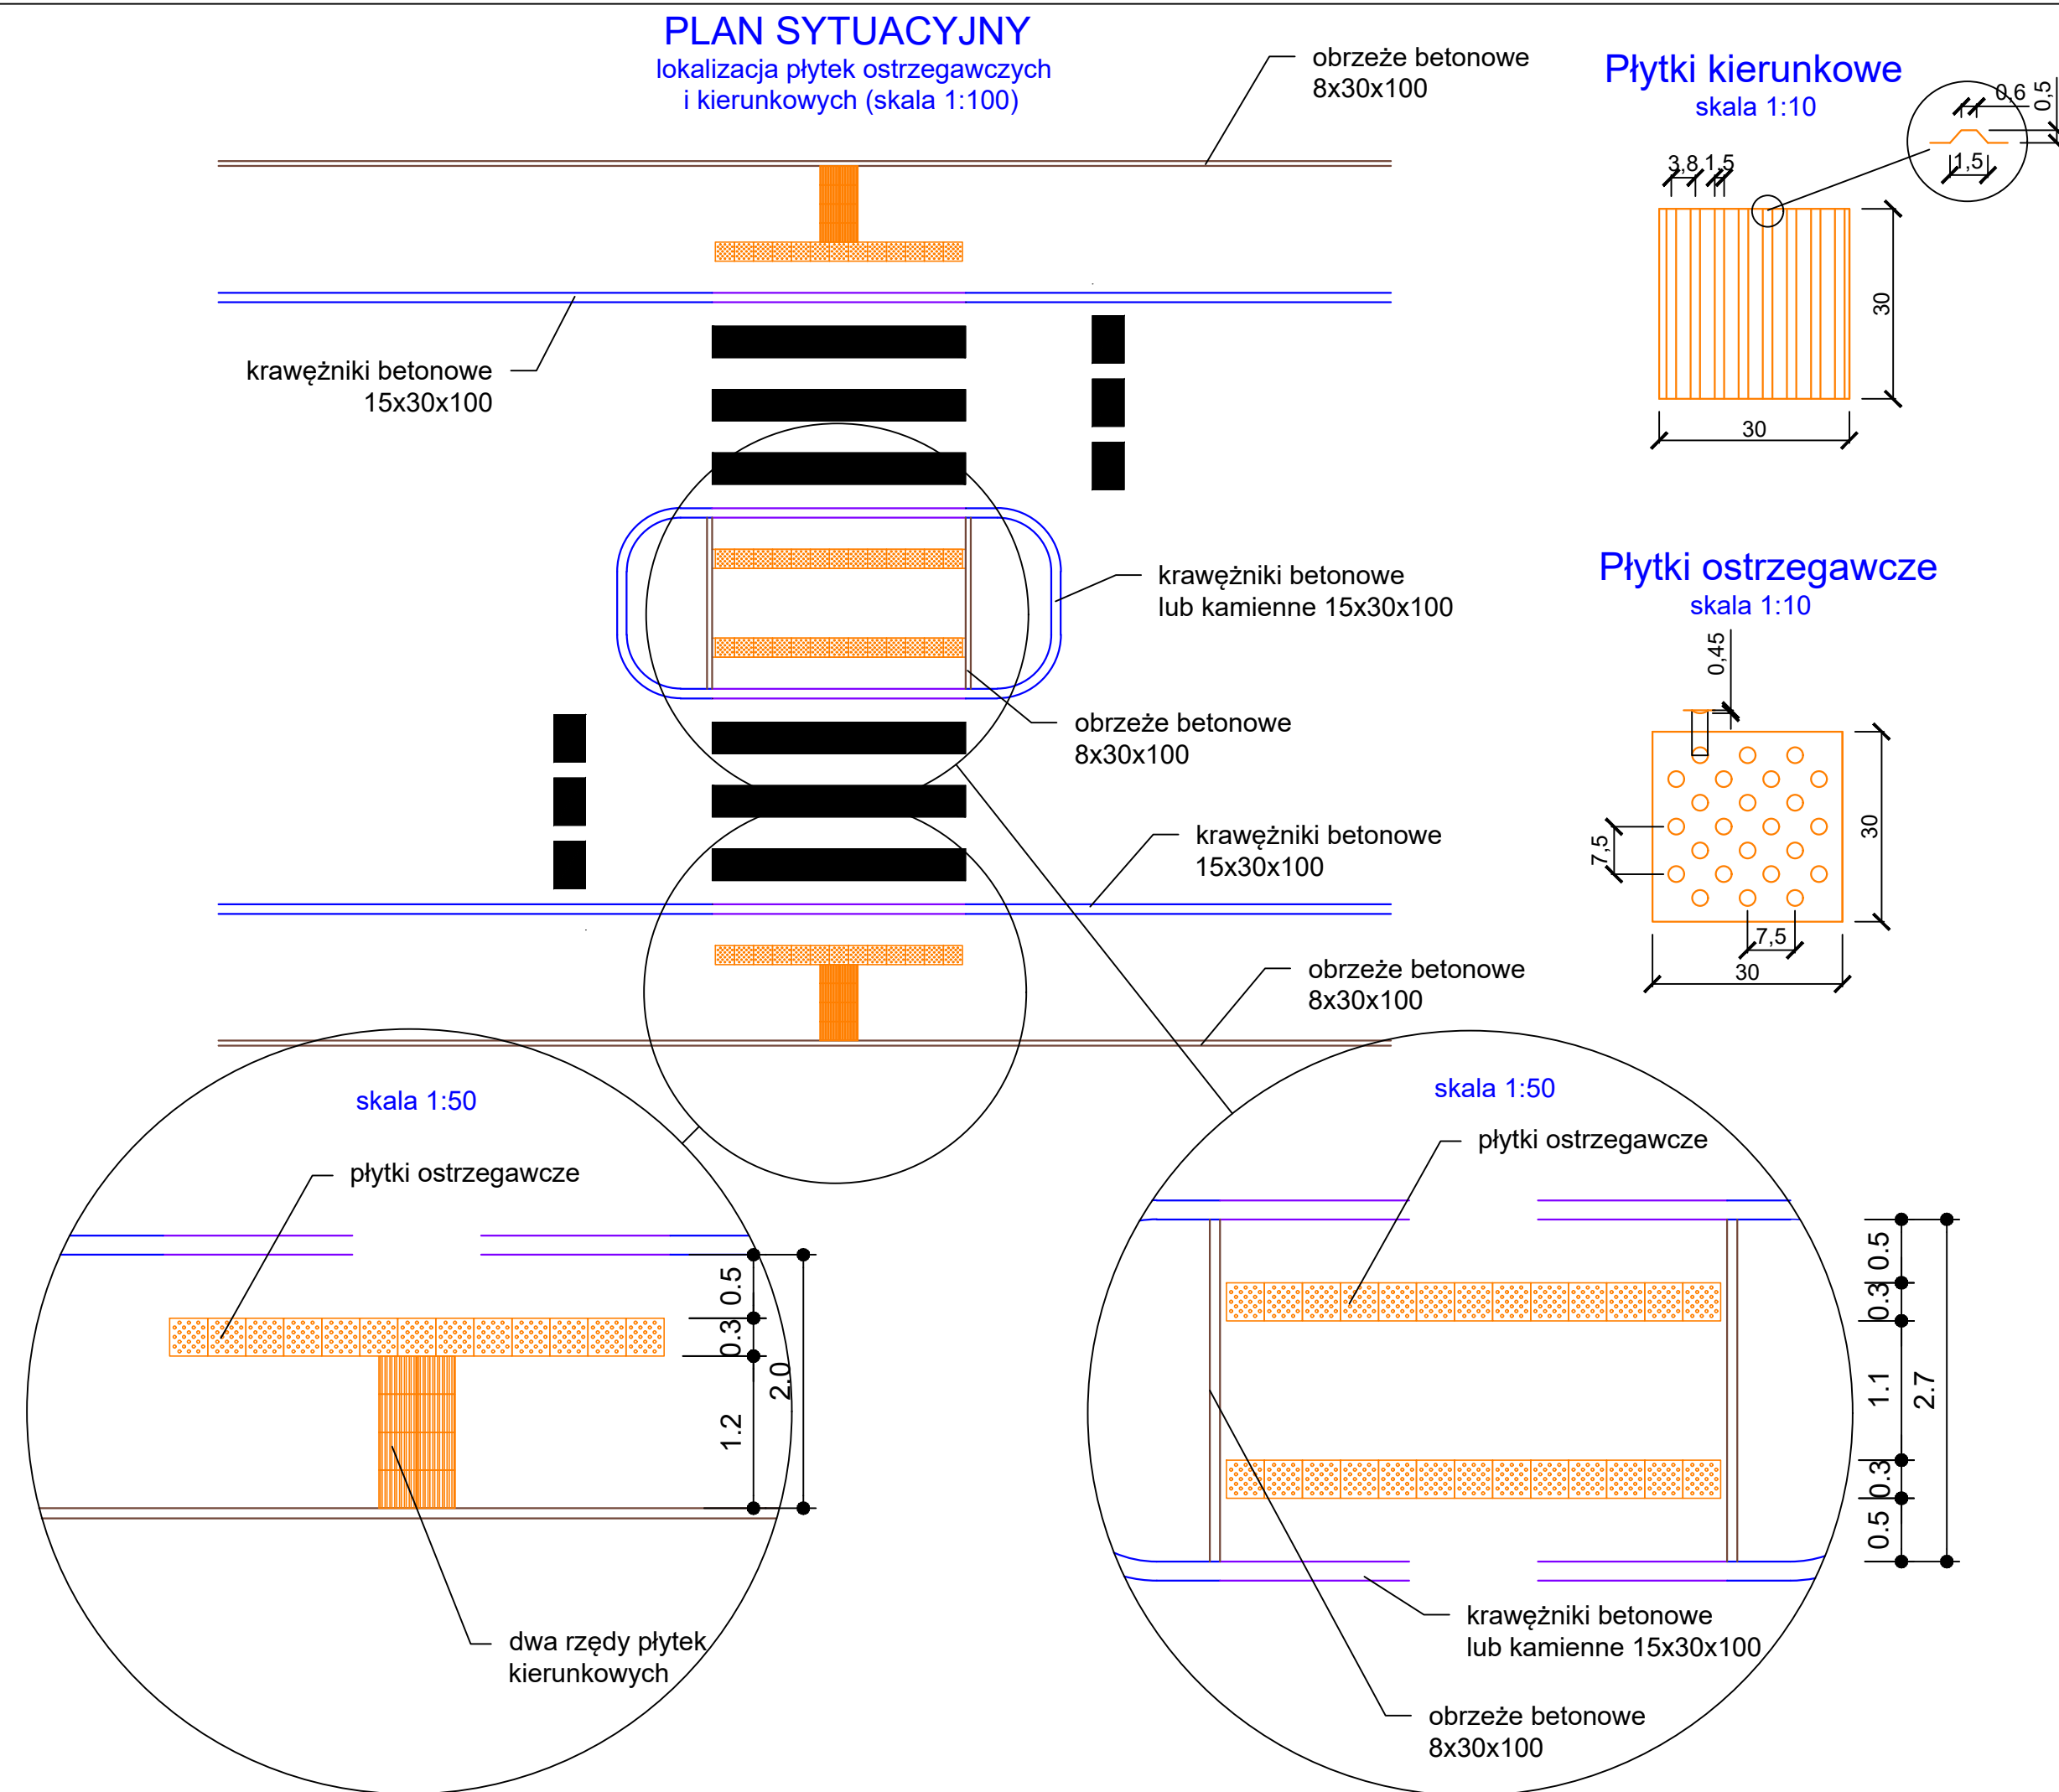 PLAN SYTUACYJNY
lokalizacja płytek ostrzegawczych
i kierunkowych (skala 1:100)
obrzeże betonowe
8x30x100
Płytki kierunkowe
skala 1:10
0,6
0,5
1,5
3,8
1,5
30
30
krawężniki betonowe
15x30x100
krawężniki betonowe
lub kamienne 15x30x100
obrzeże betonowe
8x30x100
Płytki ostrzegawcze
skala 1:10
0,45
7,5
30
7,5
30
krawężniki betonowe
15x30x100
obrzeże betonowe
8x30x100
skala 1:50
płytki ostrzegawcze
0.5
0.3
1.2
2.0
dwa rzędy płytek
kierunkowych
skala 1:50
płytki ostrzegawcze
0.5
0.3
1.1
0.3
0.5
2.7
krawężniki betonowe
lub kamienne 15x30x100
obrzeże betonowe
8x30x100